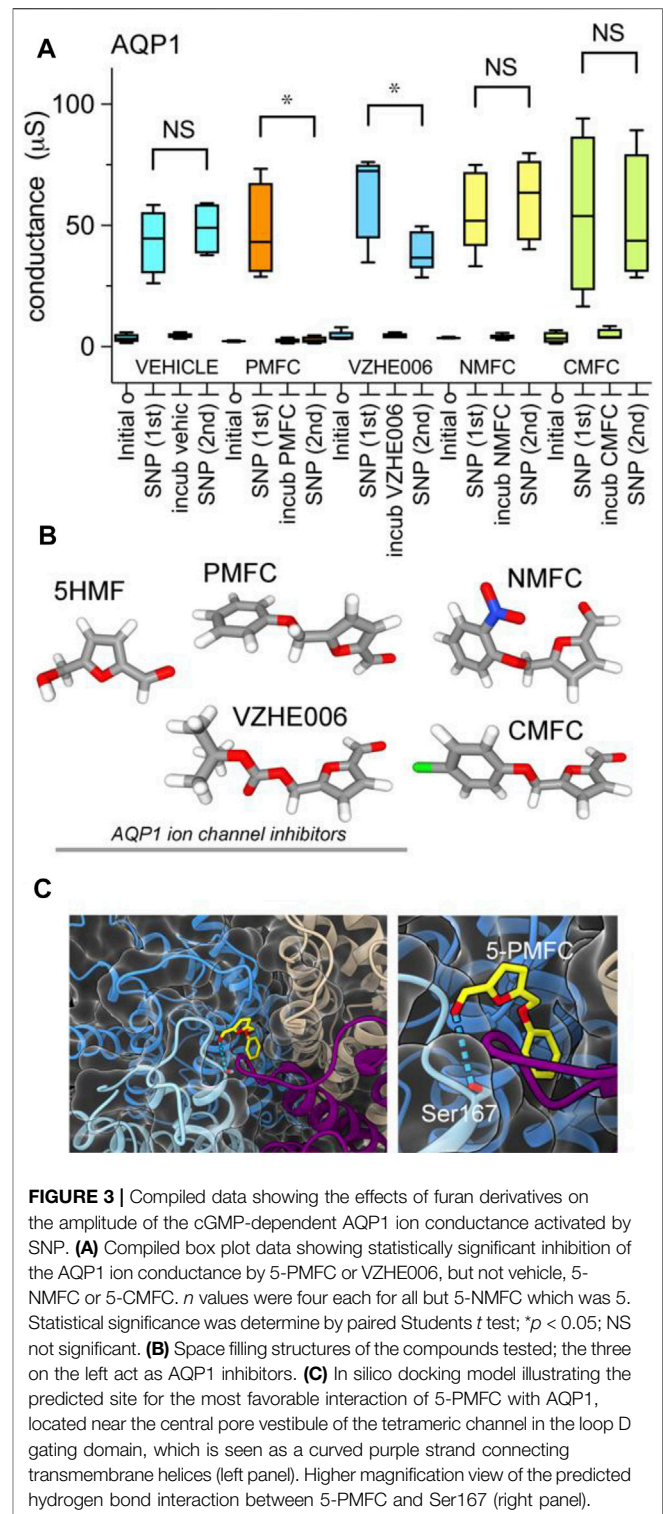 A
AQP1
conductance (µS)
100
50
0
NS
*
*
NS
NS
VEHICLE
PMFC
VZHE006
NMFC
CMFC
Initial o
SNP (1st)
incub vehic
SNP (2nd)
Initial o
SNP (1st)
incub PMFC
SNP (2nd)
Initial o
SNP (1st)
incub VZHE006
SNP (2nd)
Initial o
SNP (1st)
incub NMFC
SNP (2nd)
Initial o
SNP (1st)
incub CMFC
SNP (2nd)
B
5HMF
PMFC
NMFC
VZHE006
CMFC
AQP1 ion channel inhibitors
C
5-PMFC
Ser167
FIGURE 3 | Compiled data showing the effects of furan derivatives on
the amplitude of the cGMP-dependent AQP1 ion conductance activated by
SNP. (A) Compiled box plot data showing statistically significant inhibition of
the AQP1 ion conductance by 5-PMFC or VZHE006, but not vehicle, 5-
NMFC or 5-CMFC. n values were four each for all but 5-NMFC which was 5.
Statistical significance was determine by paired Students t test; *p < 0.05; NS
not significant. (B) Space filling structures of the compounds tested; the three
on the left act as AQP1 inhibitors. (C) In silico docking model illustrating the
predicted site for the most favorable interaction of 5-PMFC with AQP1,
located near the central pore vestibule of the tetrameric channel in the loop D
gating domain, which is seen as a curved purple strand connecting
transmembrane helices (left panel). Higher magnification view of the predicted
hydrogen bond interaction between 5-PMFC and Ser167 (right panel).